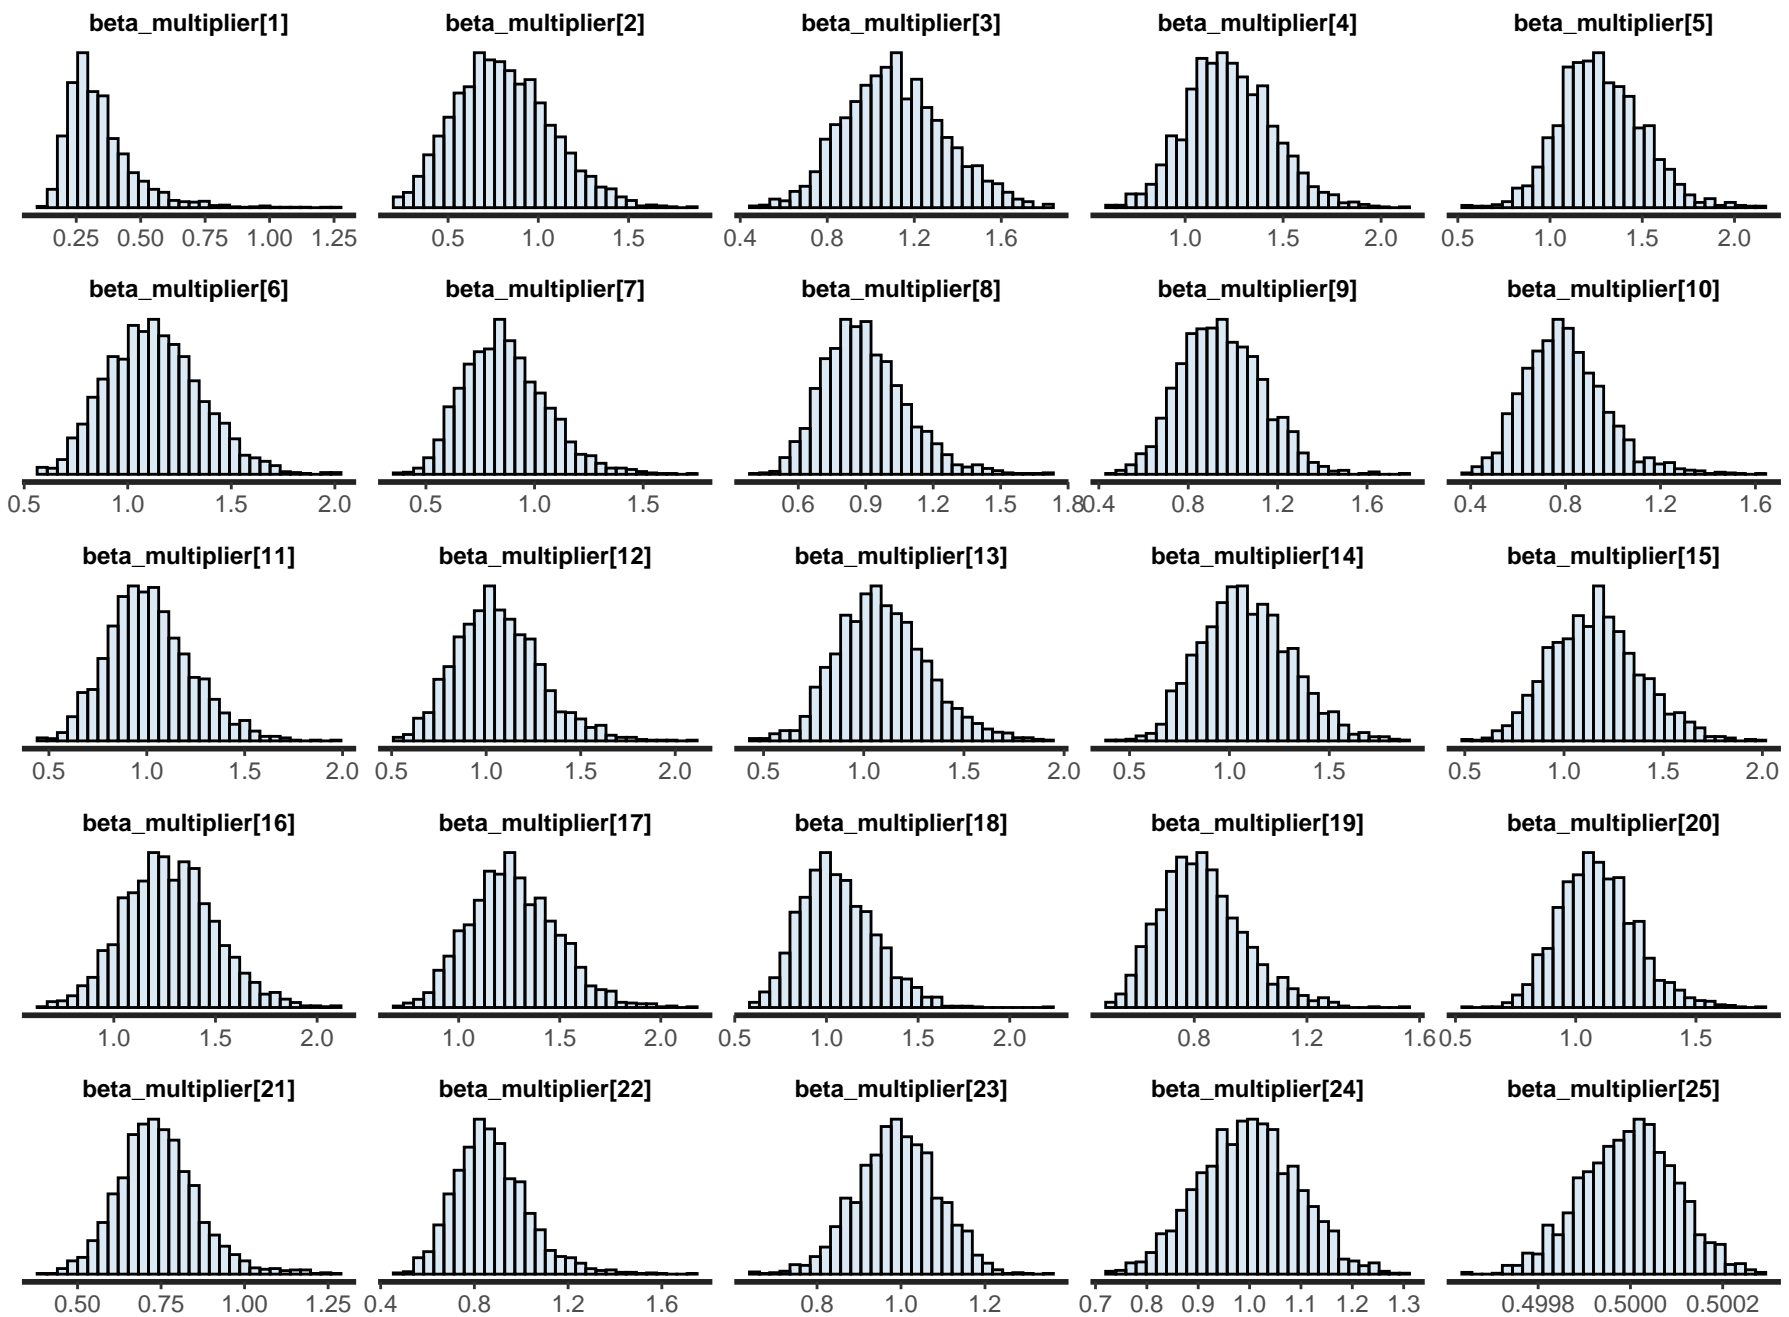 beta_multiplier[1] beta_multiplier[2] beta_multiplier[3] beta_multiplier[4] beta_multiplier[5]
0.25 0.50 0.75 1.00 1.25 0.5 1.0 1.5 0.4 0.8 1.2 1.6 1.0 1.5 2.0 0.5 1.0 1.5 2.0
beta_multiplier[6] beta_multiplier[7] beta_multiplier[8] beta_multiplier[9] beta_multiplier[10]
0.5 1.0 1.5 2.0 0.5 1.0 1.5 0.6 0.9 1.2 1.5 1.8 0.4 0.8 1.2 1.6 0.4 0.8 1.2 1.6
beta_multiplier[11] beta_multiplier[12] beta_multiplier[13] beta_multiplier[14] beta_multiplier[15]
0.5 1.0 1.5 2.0 0.5 1.0 1.5 2.0 0.5 1.0 1.5 2.0 0.5 1.0 1.5 0.5 1.0 1.5 2.0
beta_multiplier[16] beta_multiplier[17] beta_multiplier[18] beta_multiplier[19] beta_multiplier[20]
1.0 1.5 2.0 1.0 1.5 2.0 0.5 1.0 1.5 2.0 0.8 1.2 1.6 0.5 1.0 1.5
beta_multiplier[21] beta_multiplier[22] beta_multiplier[23] beta_multiplier[24] beta_multiplier[25]
0.50 0.75 1.00 1.25 0.4 0.8 1.2 1.6 0.8 1.0 1.2 0.7 0.8 0.9 1.0 1.1 1.2 1.3 0.4998 0.5000 0.5002